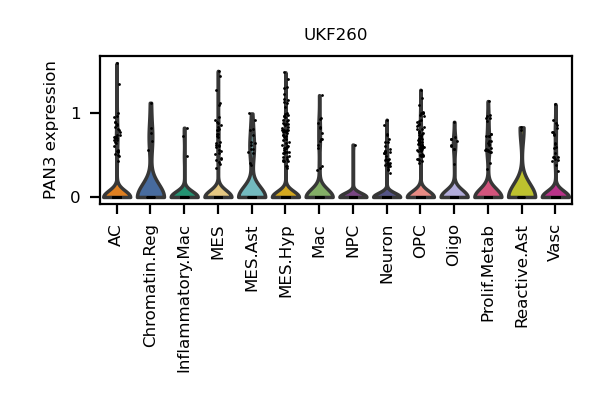 UKF260
PAN3 expression
1
0
AC
Chromatin.Reg
Inflammatory.Mac
MES
MES.Ast
MES.Hyp
Mac
NPC
Neuron
OPC
Oligo
Prolif.Metab
Reactive.Ast
Vasc